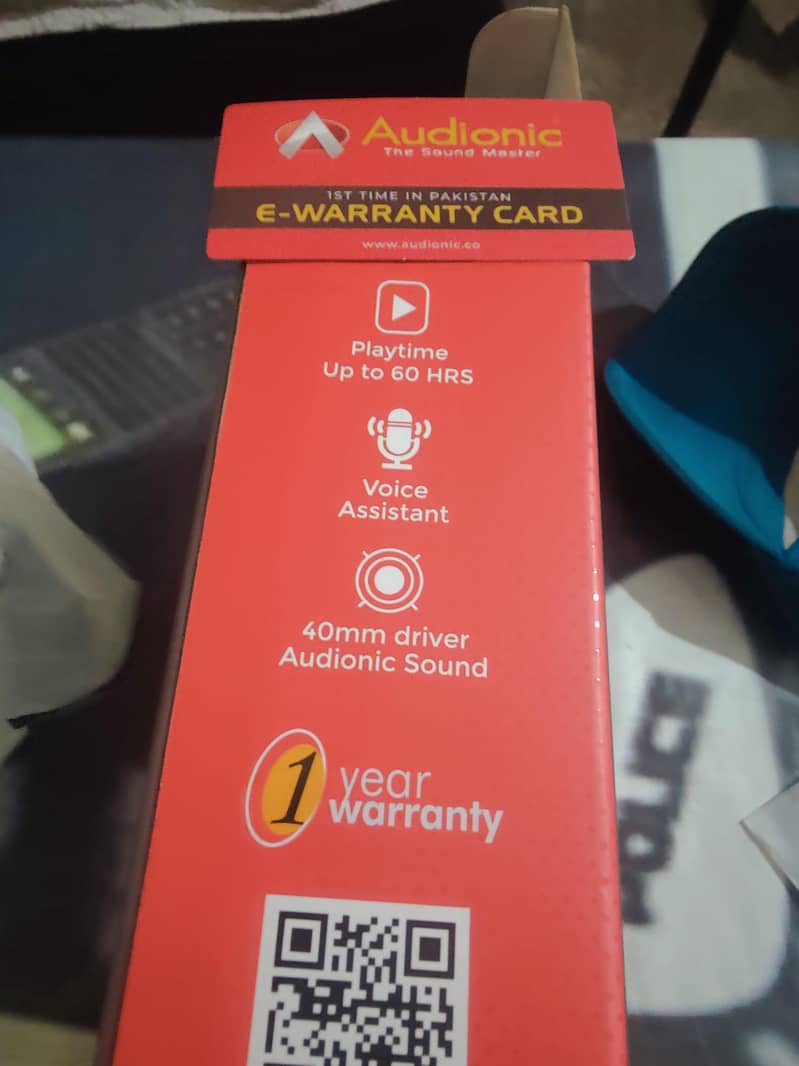 Audionic
The Sound Master
1ST TIME IN PAKISTAN
E-WARRANTY CARD
www.audionic.co
Playtime
Up to 60 HRS
Voice
Assistant
40mm driver
Audionic Sound
1 year
warranty
POLICE